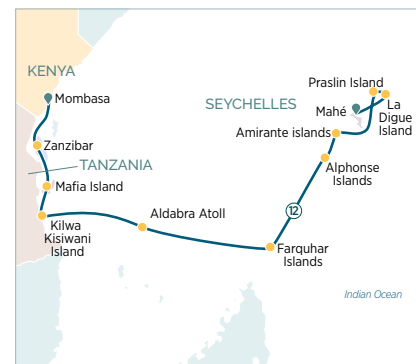 KENYA
Mombasa
Zanzibar
TANZANIA
Mafia Island
Kilwa
Kisiwani
Island
Aldabra Atoll
Farquhar
Islands
12
Alphonse
Islands
Amirante islands
SEYCHELLES
Praslin Island
Mahé
La
Digue
Island
Indian Ocean